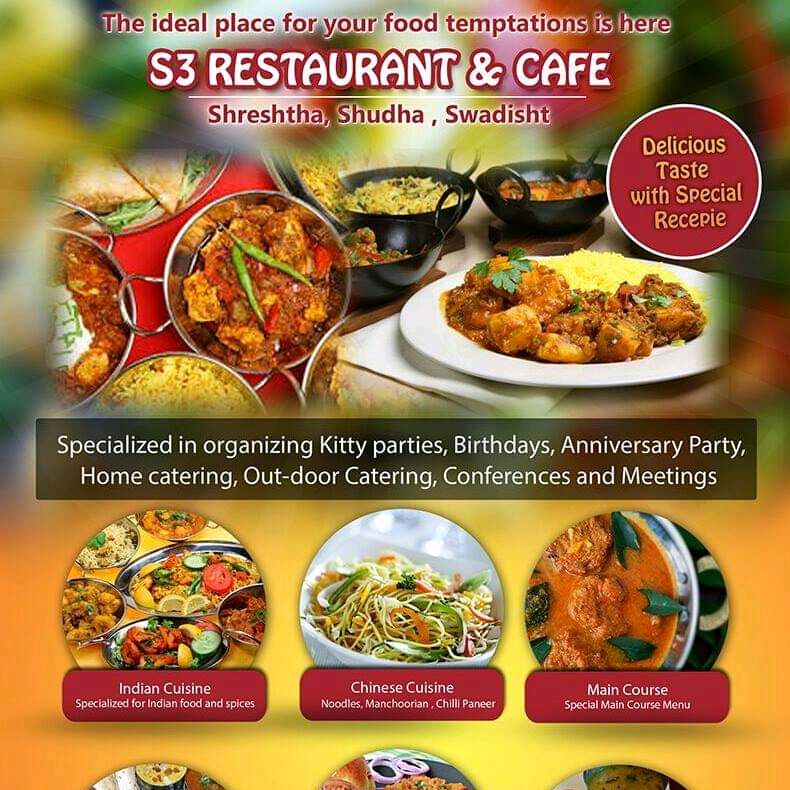 The ideal place for your food temptations is here
S3 RESTAURANT & CAFE
Shreshtha, Shudha , Swadisht
Delicious
Taste
with Special
Recepie
Specialized in organizing Kitty parties, Birthdays, Anniversary Party,
Home catering, Out-door Catering, Conferences and Meetings
Indian Cuisine
Specialized for Indian food and spices
Chinese Cuisine
Noodles, Manchoorian , Chilli Paneer
Main Course
Special Main Course Menu